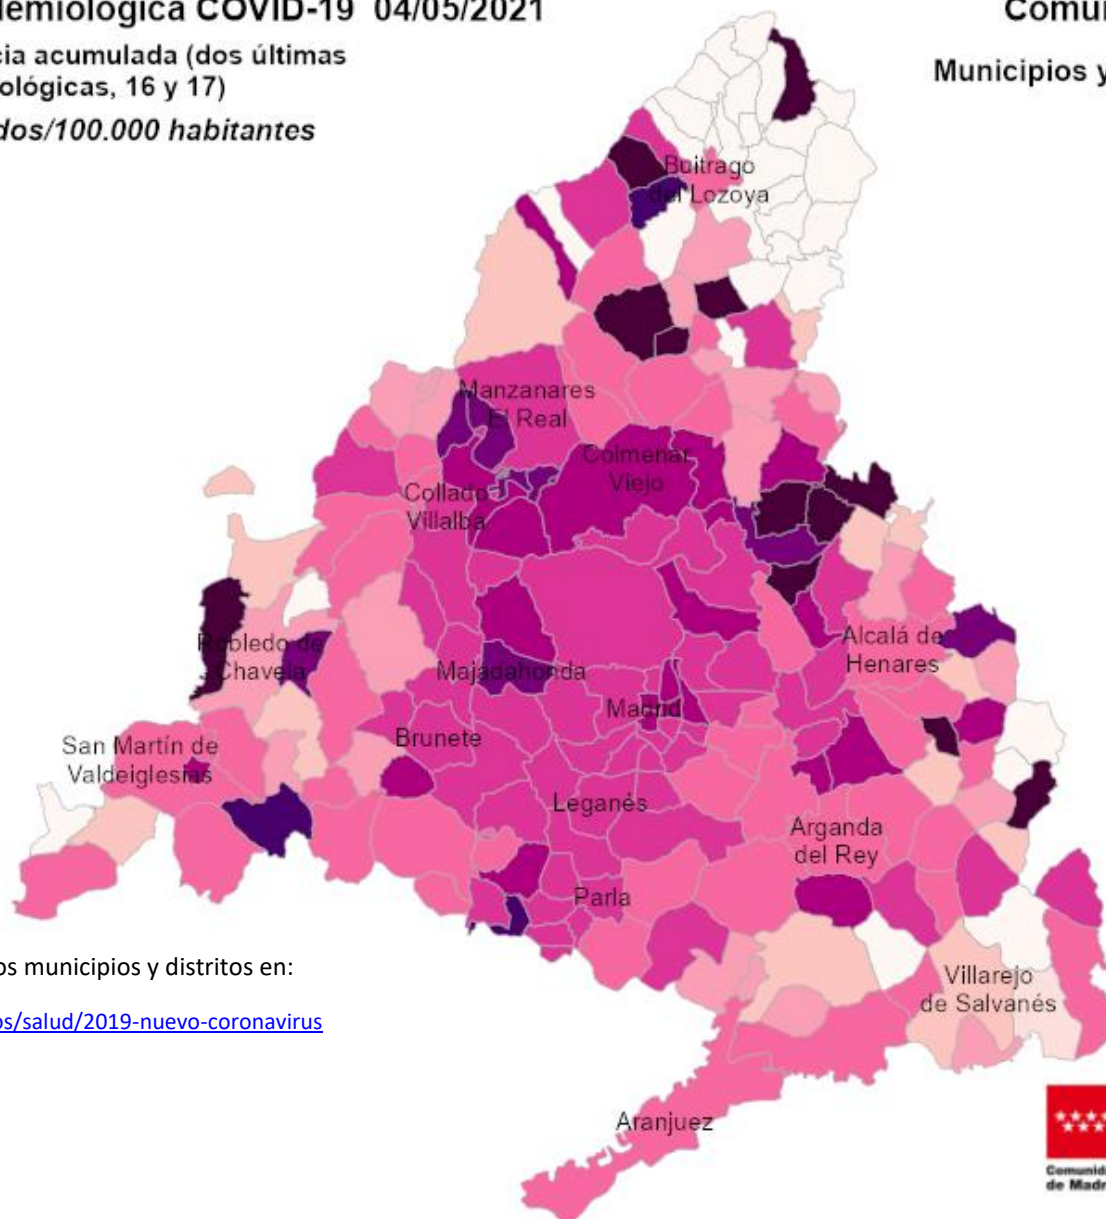 demiológica COVID-19 04/05/2021
cia acumulada (dos últimas
ológicas, 16 y 17)
dos/100.000 habitantes
Comu
Municipios y
Buitrago
del Lozoya
Manzanares
El Real
Colmenar
Viejo
Collado
Villalba
Robledo de
Chavela
Majadahonda
Alcalá de
Henares
Madrid
Brunete
San Martín de
Valdeiglesias
Leganés
Arganda
del Rey
Parla
os municipios y distritos en:
os/salud/2019-nuevo-coronavirus
Villarejo
de Salvanés
Aranjuez
Comunid
de Madr